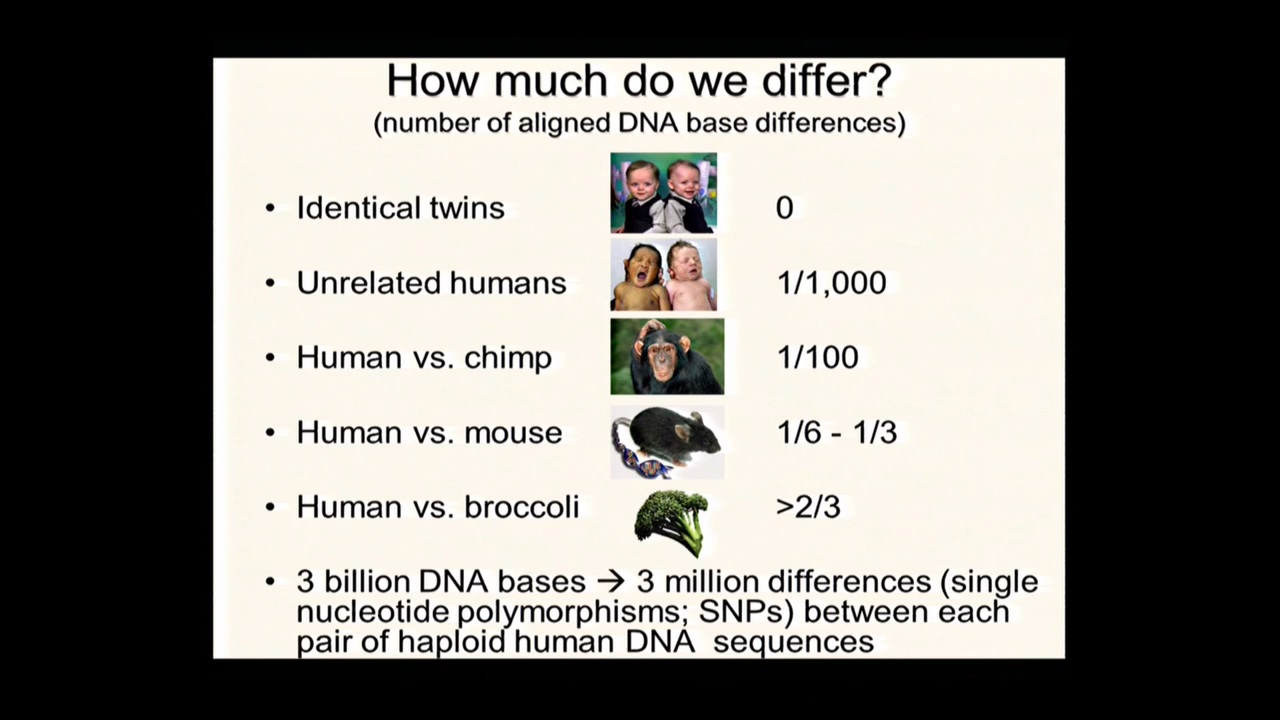 How much do we differ?
(number of aligned DNA base differences)
• Identical twins 0
• Unrelated humans 1/1,000
• Human vs. chimp 1/100
• Human vs. mouse 1/6 - 1/3
• Human vs. broccoli >2/3
• 3 billion DNA bases → 3 million differences (single
nucleotide polymorphisms; SNPs) between each
pair of haploid human DNA sequences